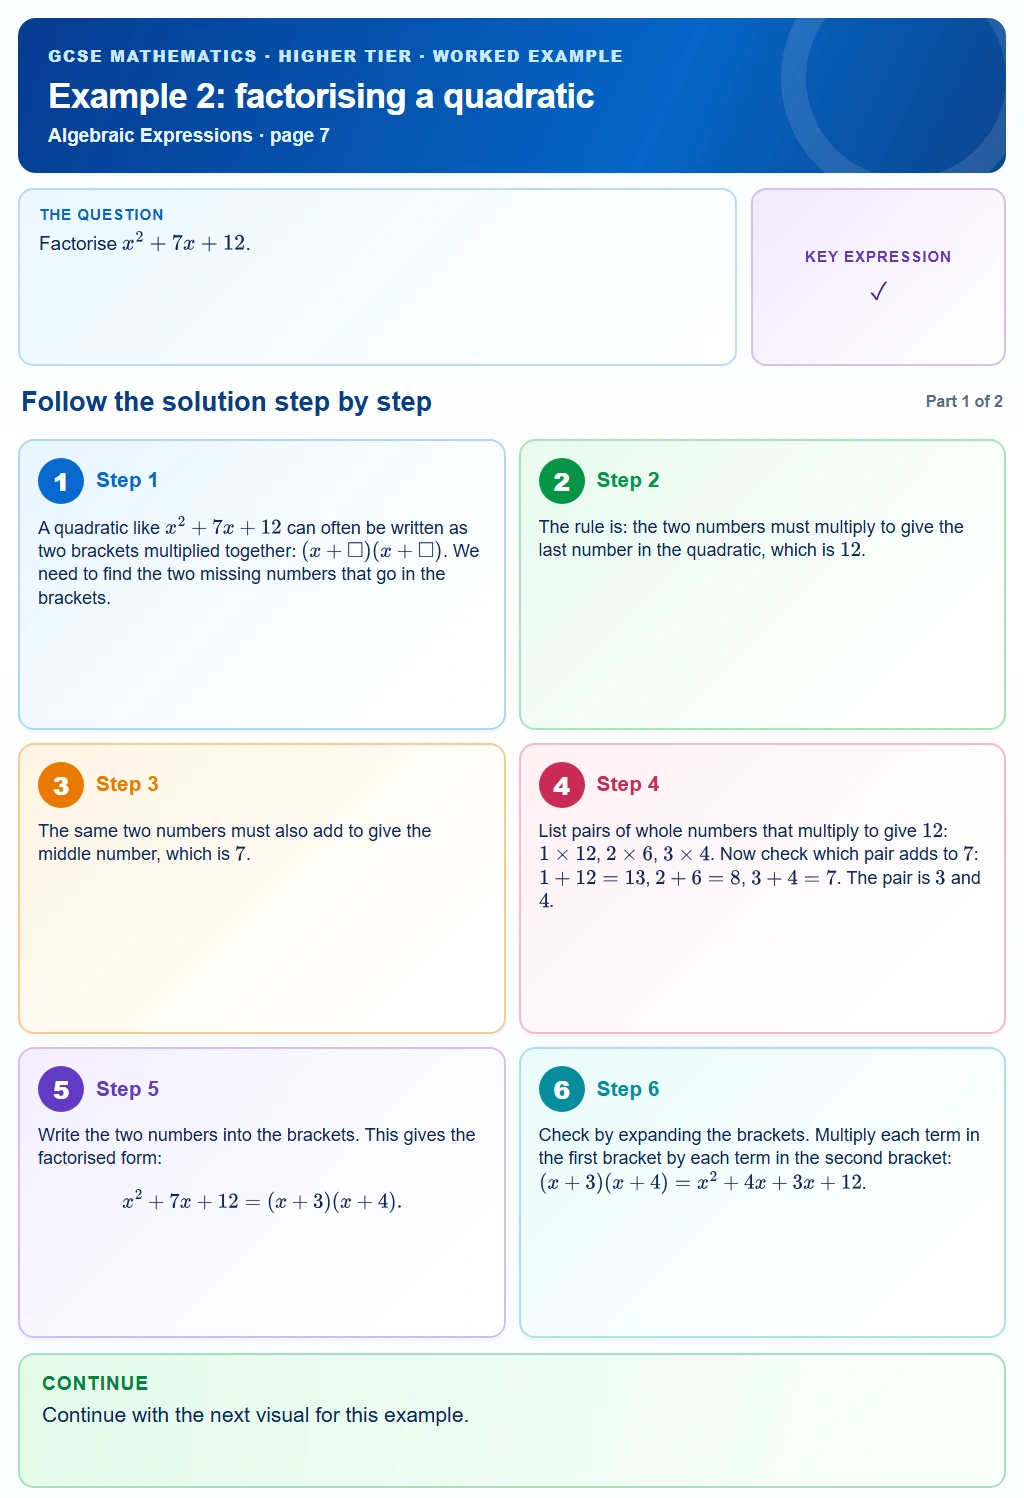 GCSE MATHEMATICS · HIGHER TIER · WORKED EXAMPLE
Example 2: factorising a quadratic
Algebraic Expressions · page 7
THE QUESTION
Factorise x² + 7x + 12.
KEY EXPRESSION
✓
Follow the solution step by step
Part 1 of 2
1 Step 1
A quadratic like x² + 7x + 12 can often be written as
two brackets multiplied together: (x + □)(x + □). We
need to find the two missing numbers that go in the
brackets.
2 Step 2
The rule is: the two numbers must multiply to give the
last number in the quadratic, which is 12.
3 Step 3
The same two numbers must also add to give the
middle number, which is 7.
4 Step 4
List pairs of whole numbers that multiply to give 12:
1 × 12, 2 × 6, 3 × 4. Now check which pair adds to 7:
1 + 12 = 13, 2 + 6 = 8, 3 + 4 = 7. The pair is 3 and
4.
5 Step 5
Write the two numbers into the brackets. This gives the
factorised form:
x² + 7x + 12 = (x + 3)(x + 4).
6 Step 6
Check by expanding the brackets. Multiply each term in
the first bracket by each term in the second bracket:
(x + 3)(x + 4) = x² + 4x + 3x + 12.
CONTINUE
Continue with the next visual for this example.